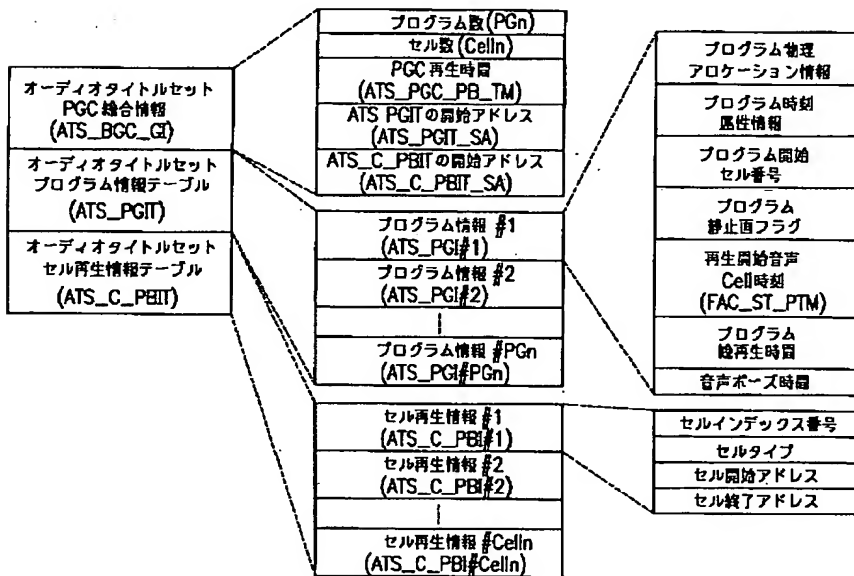 オーディオタイトルセット
PGC 総合情報
(ATS_BGC_GI)
オーディオタイトルセット
プログラム情報テーブル
(ATS_PGIT)
オーディオタイトルセット
セル再生情報テーブル
(ATS_C_PBIT)
プログラム数 (PGn)
セル数 (Celln)
PGC 再生時間
(ATS_PGC_PB_TM)
ATS PGITの開始アドレス
(ATS_PGIT_SA)
ATS_C_PBITの開始アドレス
(ATS_C_PBIT_SA)
プログラム情報 #1
(ATS_PGI#1)
プログラム情報 #2
(ATS_PGI#2)
プログラム情報 #PGn
(ATS_PGI#PGn)
セル再生情報 #1
(ATS_C_PBI#1)
セル再生情報 #2
(ATS_C_PBI#2)
セル再生情報 #Celln
(ATS_C_PBI#Celln)
プログラム物理
アロケーション情報
プログラム時刻
属性情報
プログラム開始
セル番号
プログラム
静止画フラグ
再生開始音声
Cell時刻
(FAC_ST_PTM)
プログラム
総再生時間
音声ポーズ時間
セルインデックス番号
セルタイプ
セル開始アドレス
セル終了アドレス